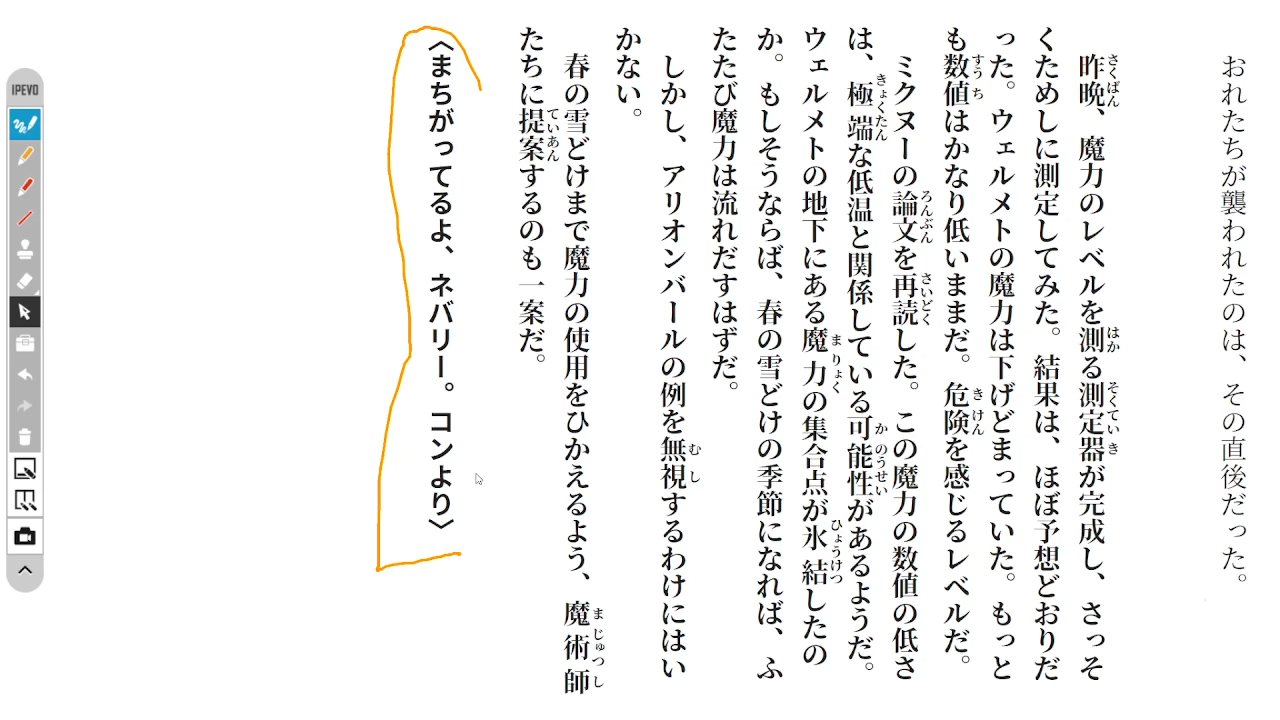 おれたちが襲われたのは、その直後だった。
昨晩、魔力のレベルを測る測定器が完成し、さっそ
くためしに測定してみた。結果は、ほぼ予想どおりだ
った。ウェルメトの魔力は下げどまっていた。もっと
も数値はかなり低いままだ。危険を感じるレベルだ。
ミクヌーの論文を再読した。この魔力の数値の低さ
は、極端な低温と関係している可能性があるようだ。
ウェルメトの地下にある魔力の集合点が氷結したの
か。もしそうならば、春の雪どけの季節になれば、ふ
たたび魔力は流れだすはずだ。
しかし、アリオンバールの例を無視するわけにはい
かない。
春の雪どけまで魔力の使用をひかえるよう、魔術師
たちに提案するのも一案だ。
〈まちがってるよ、ネバリー。コンより〉
IPEVO